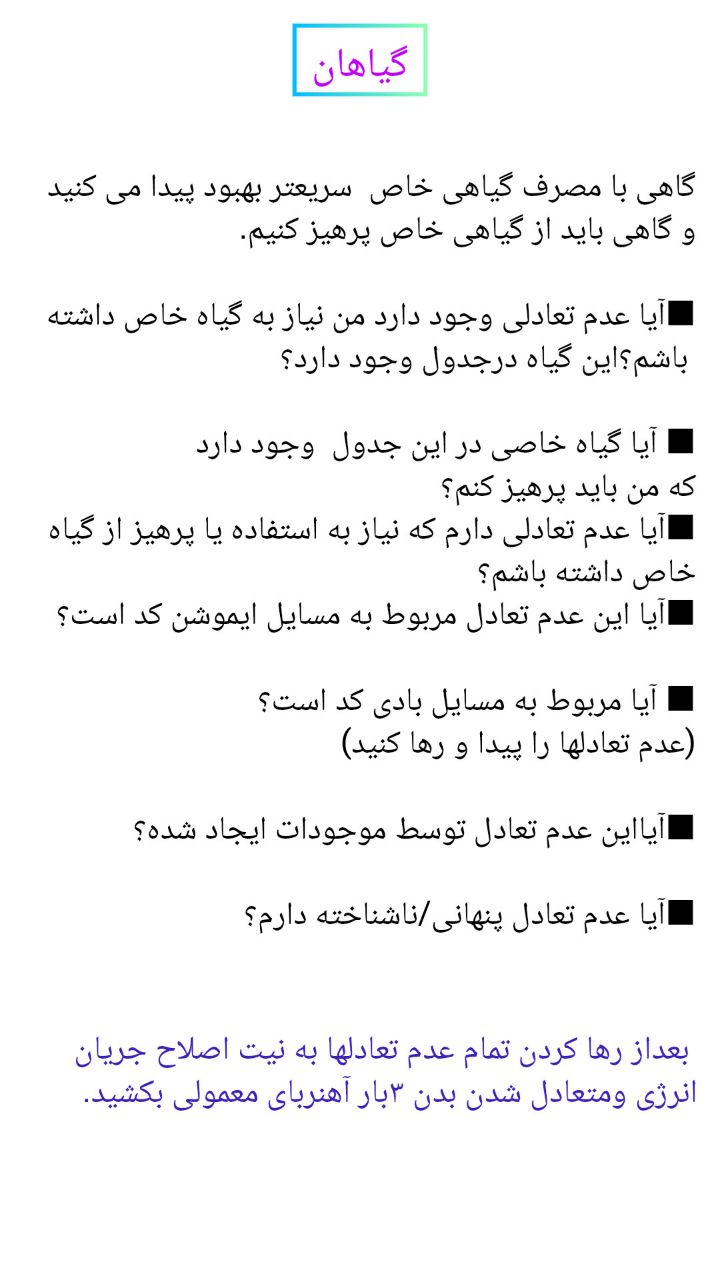 گیاهان
گاهی با مصرف گیاهی خاص  سریعتر بهبود پیدا می کنید
و گاهی باید از گیاهی خاص پرهیز کنیم.
■آیا عدم تعادلی وجود دارد من نیاز به گیاه خاص داشته
باشم؟این گیاه درجدول وجود دارد؟
■ آیا گیاه خاصی در این جدول  وجود دارد
که من باید پرهیز کنم؟
■آیا عدم تعادلی دارم که نیاز به استفاده یا پرهیز از گیاه
خاص داشته باشم؟
■آیا این عدم تعادل مربوط به مسایل ایموشن کد است؟
■ آیا مربوط به مسایل بادی کد است؟
(عدم تعادلها را پیدا و رها کنید)
■آیااین عدم تعادل توسط موجودات ایجاد شده؟
■آیا عدم تعادل پنهانی/ناشناخته دارم؟
بعداز رها کردن تمام عدم تعادلها به نیت اصلاح جریان
انرژی ومتعادل شدن بدن ۳بار آهنربای معمولی بکشید.